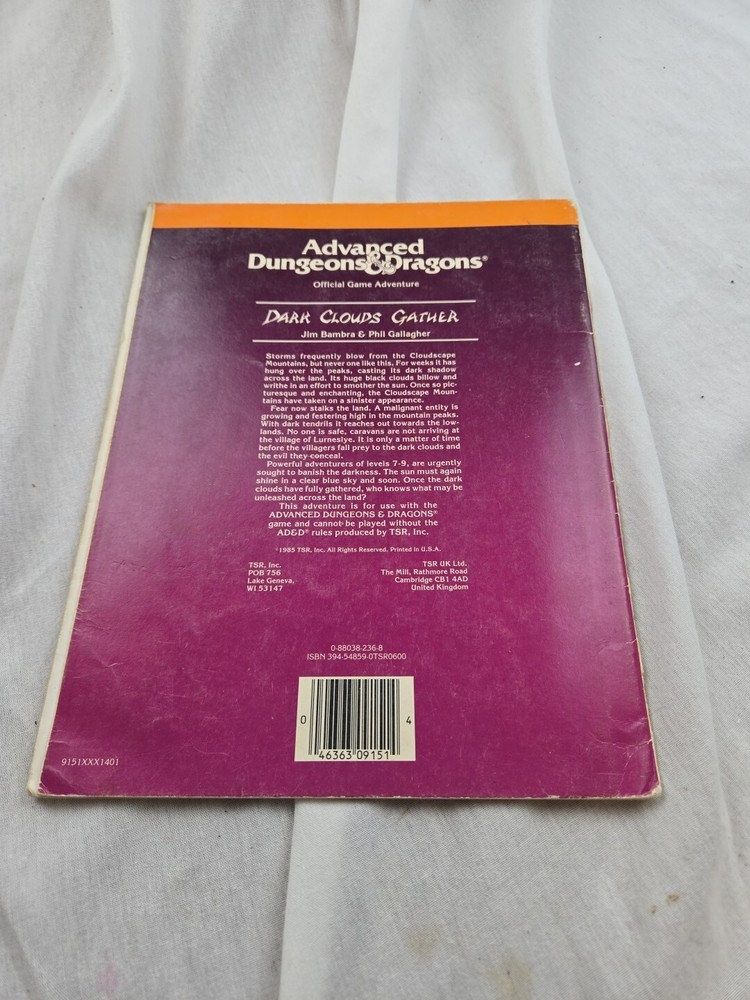 Advanced
Dungeons & Dragons®
Official Game Adventure
DARK CLOUDS GATHER
Jim Bambra & Phil Gallagher
Storms frequently blow from the Cloudscape
Mountains, but never one like this. For weeks it has
hung over the peaks, casting its dark shadow
across the land. Its huge black clouds billow and
writhe in an effort to smother the sun. Once so pic-
turesque and enchanting, the Cloudscape Moun-
tains have taken on a sinister appearance.
Fear now stalks the land. A malignant entity is
growing and festering high in the mountain peaks.
With dark tendrils it reaches out towards the low-
lands. No one is safe, caravans are not arriving at
the village of Lurneslye. It is only a matter of time
before the villagers fall prey to the dark clouds and
the evil they conceal.
Powerful adventurers of levels 7-9, are urgently
sought to banish the darkness. The sun must again
shine in a clear blue sky and soon. Once the dark
clouds have fully gathered, who knows what may be
unleashed across the land?
This adventure is for use with the
ADVANCED DUNGEONS & DRAGONS®
game and cannot be played without the
AD&D® rules produced by TSR, Inc.
©1985 TSR, Inc. All Rights Reserved. Printed in U.S.A.
TSR, Inc.
POB 756
Lake Geneva,
WI 53147
TSR UK Ltd.
The Mill, Rathmore Road
Cambridge CB1 4AD
United Kingdom
0-88038-236-8
ISBN 394-54859-0TSR0600
0 46363 09151 4
9151XXX1401